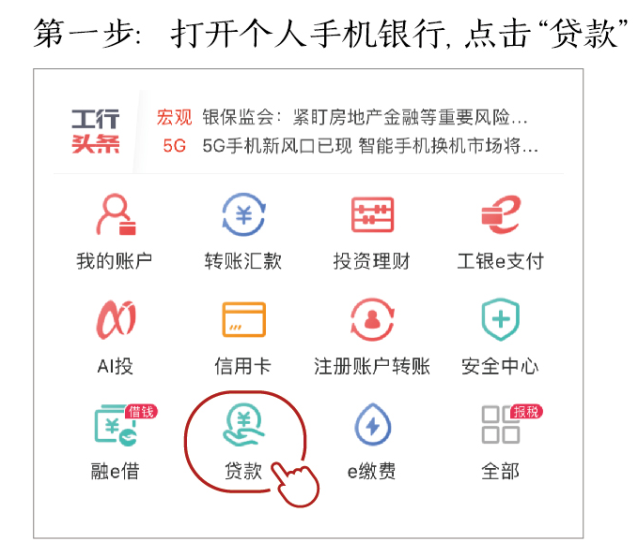 第一步： 打开个人手机银行, 点击“贷款”
工行
头条
宏观 银保监会：紧盯房地产金融等重要风险...
5G 5G手机新风口已现 智能手机换机市场将...
我的账户 转账汇款 投资理财 工银e支付
AI投 信用卡 注册账户转账 安全中心
借钱 报税
融e借 贷款 e缴费 全部